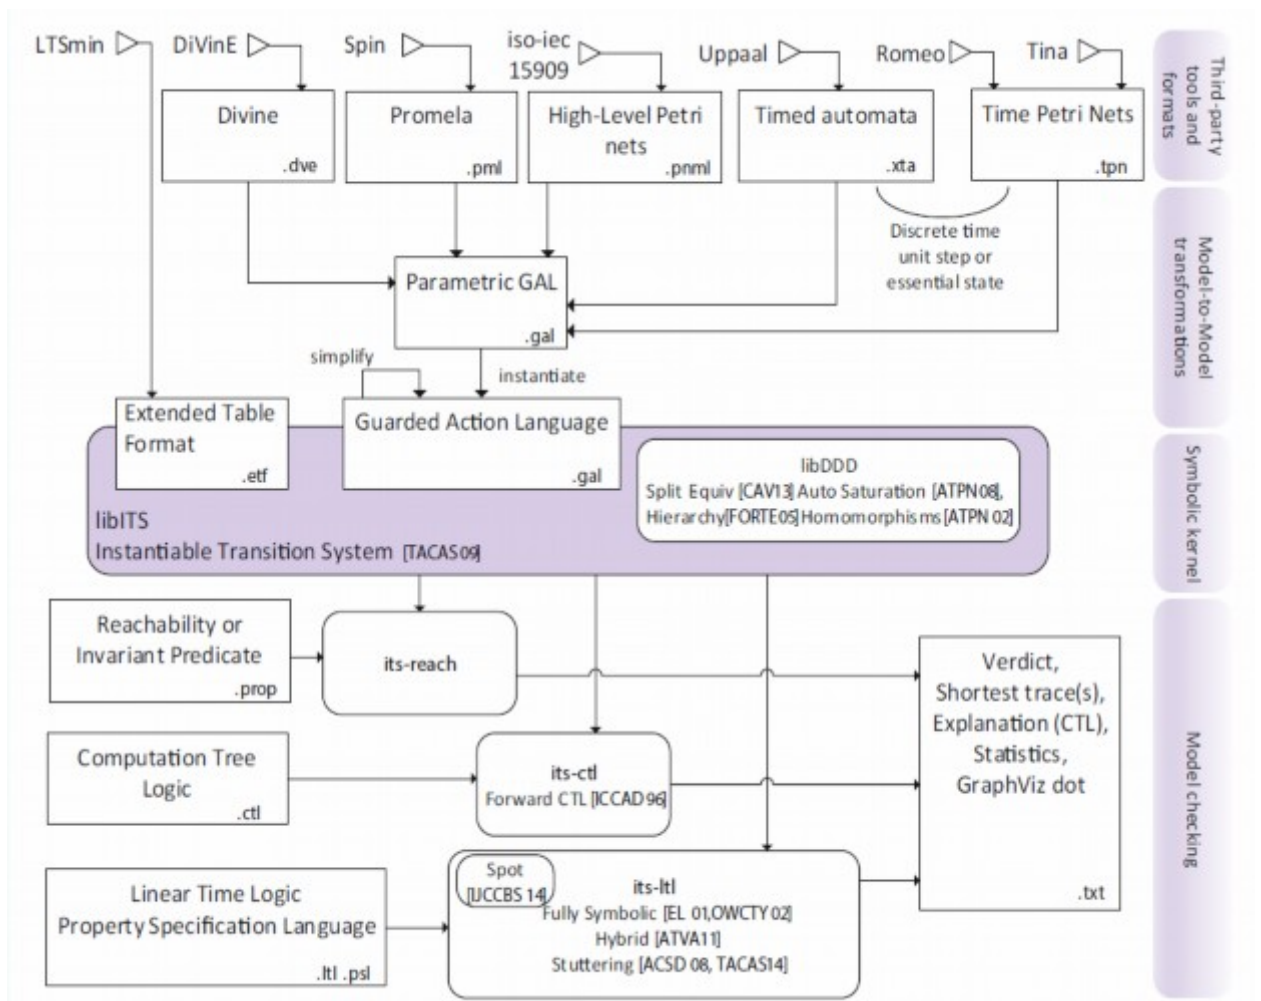 LTSmin
DiVinE
Spin
iso-iec
15909
Uppaal
Romeo
Tina
Divine
.dve
Promela
.pml
High-Level Petri
nets
.pnml
Timed automata
.xta
Time Petri Nets
.tpn
Third-party
tools and
formats
Discrete time
unit step or
essential state
Parametric GAL
.gal
Model-to-Model
transformations
simplify
instantiate
Extended Table
Format
.etf
Guarded Action Language
.gal
libDDD
Split Equiv [CAV13] Auto Saturation [ATPN08],
Hierarchy[FORTE05] Homomorphisms [ATPN 02]
libITS
Instantiable Transition System [TACAS09]
Symbolic kernel
Reachability or
Invariant Predicate
.prop
its-reach
Computation Tree
Logic
.ctl
its-ctl
Forward CTL [ICCAD96]
Linear Time Logic
Property Specification Language
.ltl .psl
Spot
[IJCCBS 14]
its-ltl
Fully Symbolic [EL 01,OWCTY 02]
Hybrid [ATVA11]
Stuttering [ACSD 08, TACAS14]
Verdict,
Shortest trace(s),
Explanation (CTL),
Statistics,
GraphViz dot
.txt
Model checking